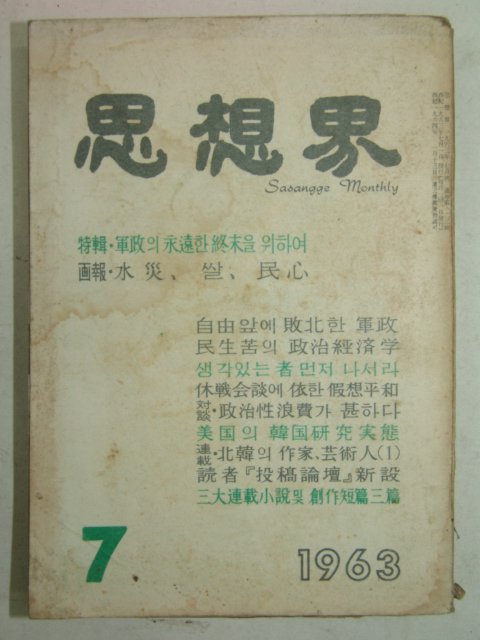 思想界
Sasangge Monthly
特輯·軍政의 永遠한 終末을 위하여
画報·水災、쌀、民心
自由앞에 敗北한 軍政
民生苦의 政治經済学
생각있는 者 먼저 나서라
休戦会談에 依한 假想平和
対談·政治性浪費가 甚하다
美国의 韓国研究実態
連載·北韓의 作家、芸術人(1)
読者『投稿論壇』新設
三大連載小說및 創作短篇三篇
7
1963